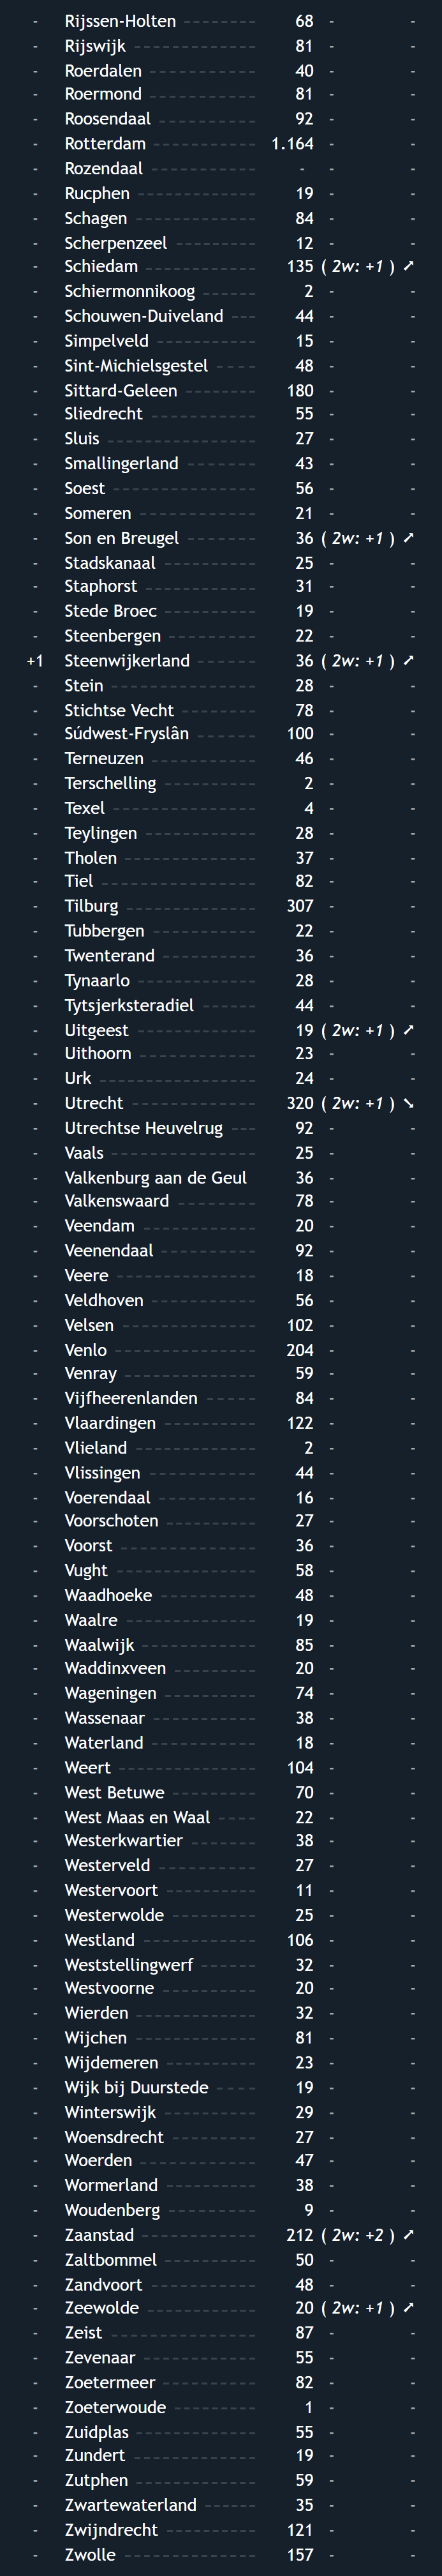 - Rijssen-Holten 68 - -
- Rijswijk 81 - -
- Roerdalen 40 - -
- Roermond 81 - -
- Roosendaal 92 - -
- Rotterdam 1.164 - -
- Rozendaal - - -
- Rucphen 19 - -
- Schagen 84 - -
- Scherpenzeel 12 - -
- Schiedam 135 ( 2w: +1 ) ➚
- Schiermonnikoog 2 - -
- Schouwen-Duiveland 44 - -
- Simpelveld 15 - -
- Sint-Michielsgestel 48 - -
- Sittard-Geleen 180 - -
- Sliedrecht 55 - -
- Sluis 27 - -
- Smallingerland 43 - -
- Soest 56 - -
- Someren 21 - -
- Son en Breugel 36 ( 2w: +1 ) ➚
- Stadskanaal 25 - -
- Staphorst 31 - -
- Stede Broec 19 - -
- Steenbergen 22 - -
+1 Steenwijkerland 36 ( 2w: +1 ) ➚
- Stein 28 - -
- Stichtse Vecht 78 - -
- Súdwest-Fryslân 100 - -
- Terneuzen 46 - -
- Terschelling 2 - -
- Texel 4 - -
- Teylingen 28 - -
- Tholen 37 - -
- Tiel 82 - -
- Tilburg 307 - -
- Tubbergen 22 - -
- Twenterand 36 - -
- Tynaarlo 28 - -
- Tytsjerksteradiel 44 - -
- Uitgeest 19 ( 2w: +1 ) ➚
- Uithoorn 23 - -
- Urk 24 - -
- Utrecht 320 ( 2w: +1 ) ➘
- Utrechtse Heuvelrug 92 - -
- Vaals 25 - -
- Valkenburg aan de Geul 36 - -
- Valkenswaard 78 - -
- Veendam 20 - -
- Veenendaal 92 - -
- Veere 18 - -
- Veldhoven 56 - -
- Velsen 102 - -
- Venlo 204 - -
- Venray 59 - -
- Vijfheerenlanden 84 - -
- Vlaardingen 122 - -
- Vlieland 2 - -
- Vlissingen 44 - -
- Voerendaal 16 - -
- Voorschoten 27 - -
- Voorst 36 - -
- Vught 58 - -
- Waadhoeke 48 - -
- Waalre 19 - -
- Waalwijk 85 - -
- Waddinxveen 20 - -
- Wageningen 74 - -
- Wassenaar 38 - -
- Waterland 18 - -
- Weert 104 - -
- West Betuwe 70 - -
- West Maas en Waal 22 - -
- Westerkwartier 38 - -
- Westerveld 27 - -
- Westervoort 11 - -
- Westerwolde 25 - -
- Westland 106 - -
- Weststellingwerf 32 - -
- Westvoorne 20 - -
- Wierden 32 - -
- Wijchen 81 - -
- Wijdemeren 23 - -
- Wijk bij Duurstede 19 - -
- Winterswijk 29 - -
- Woensdrecht 27 - -
- Woerden 47 - -
- Wormerland 38 - -
- Woudenberg 9 - -
- Zaanstad 212 ( 2w: +2 ) ➚
- Zaltbommel 50 - -
- Zandvoort 48 - -
- Zeewolde 20 ( 2w: +1 ) ➚
- Zeist 87 - -
- Zevenaar 55 - -
- Zoetermeer 82 - -
- Zoeterwoude 1 - -
- Zuidplas 55 - -
- Zundert 19 - -
- Zutphen 59 - -
- Zwartewaterland 35 - -
- Zwijndrecht 121 - -
- Zwolle 157 - -